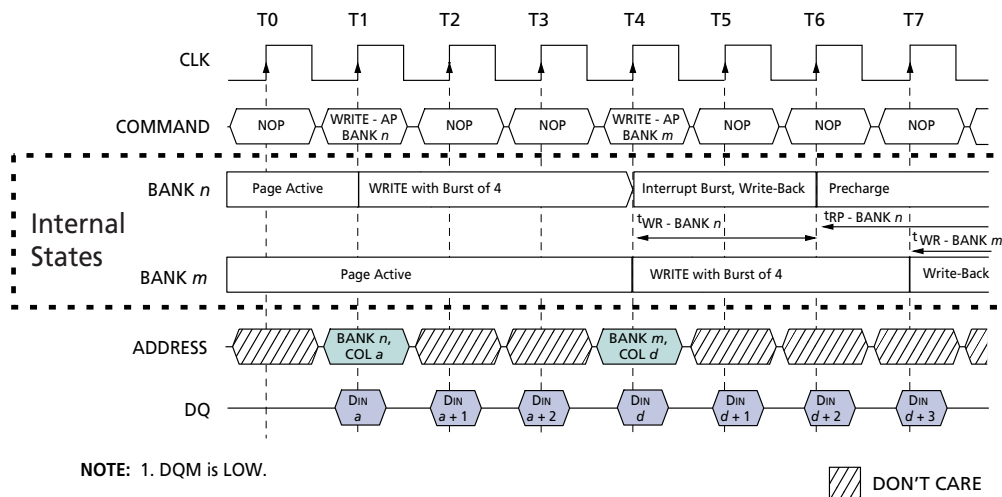 T0 T1 T2 T3 T4 T5 T6 T7
CLK
COMMAND NOP WRITE - AP BANK n NOP NOP WRITE - AP BANK m NOP NOP NOP
Internal States
BANK n Page Active WRITE with Burst of 4 Interrupt Burst, Write-Back Precharge
tWR - BANK n tRP - BANK n
tWR - BANK m
BANK m Page Active WRITE with Burst of 4 Write-Back
ADDRESS BANK n, COL a BANK m, COL d
DQ DIN a DIN a + 1 DIN a + 2 DIN d DIN d + 1 DIN d + 2 DIN d + 3
NOTE: 1. DQM is LOW.
DON'T CARE